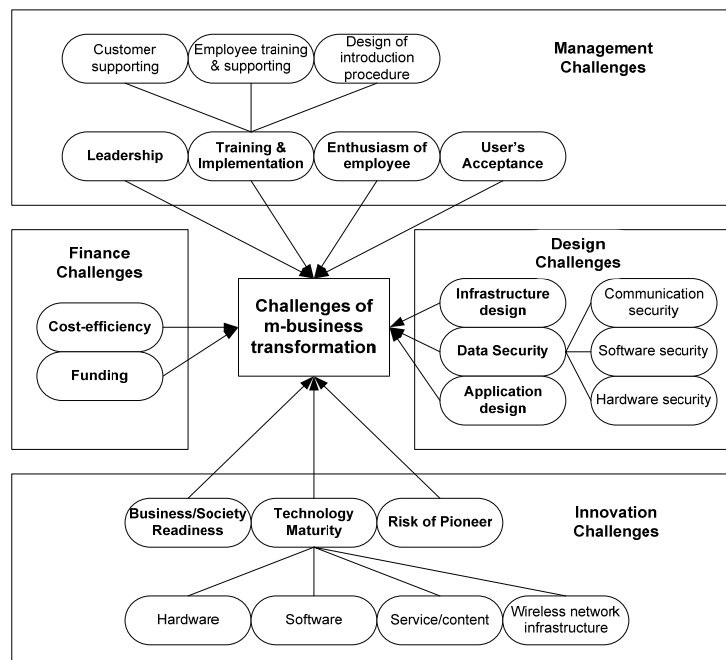 Management
Challenges
Customer
supporting
Employee training
& supporting
Design of
introduction
procedure
Leadership
Training &
Implementation
Enthusiasm of
employee
User's
Acceptance
Finance
Challenges
Cost-efficiency
Funding
Challenges of
m-business
transformation
Design
Challenges
Infrastructure
design
Data Security
Application
design
Communication
security
Software security
Hardware security
Business/Society
Readiness
Technology
Maturity
Risk of Pioneer
Innovation
Challenges
Hardware
Software
Service/content
Wireless network
infrastructure